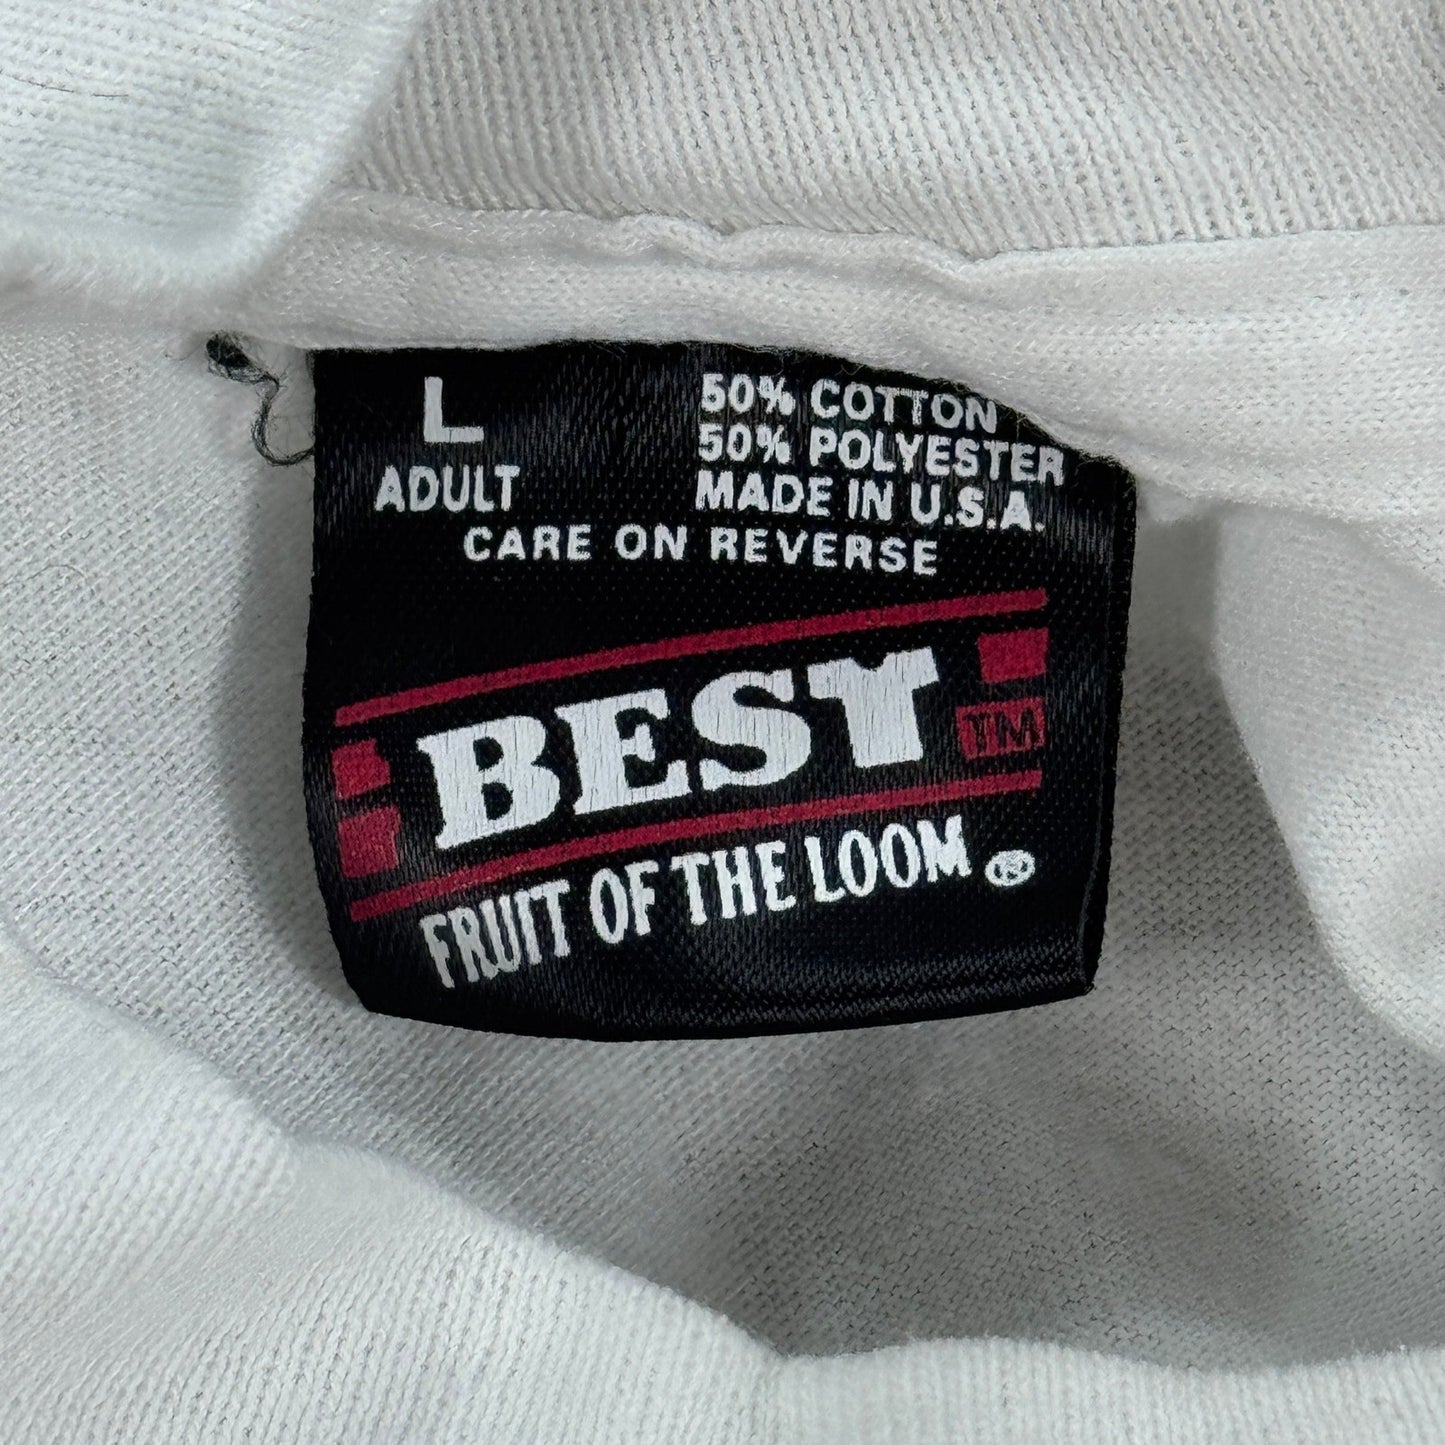 L
ADULT
50% COTTON
50% POLYESTER
MADE IN U.S.A.
CARE ON REVERSE
BEST
TM
FRUIT OF THE LOOM ®